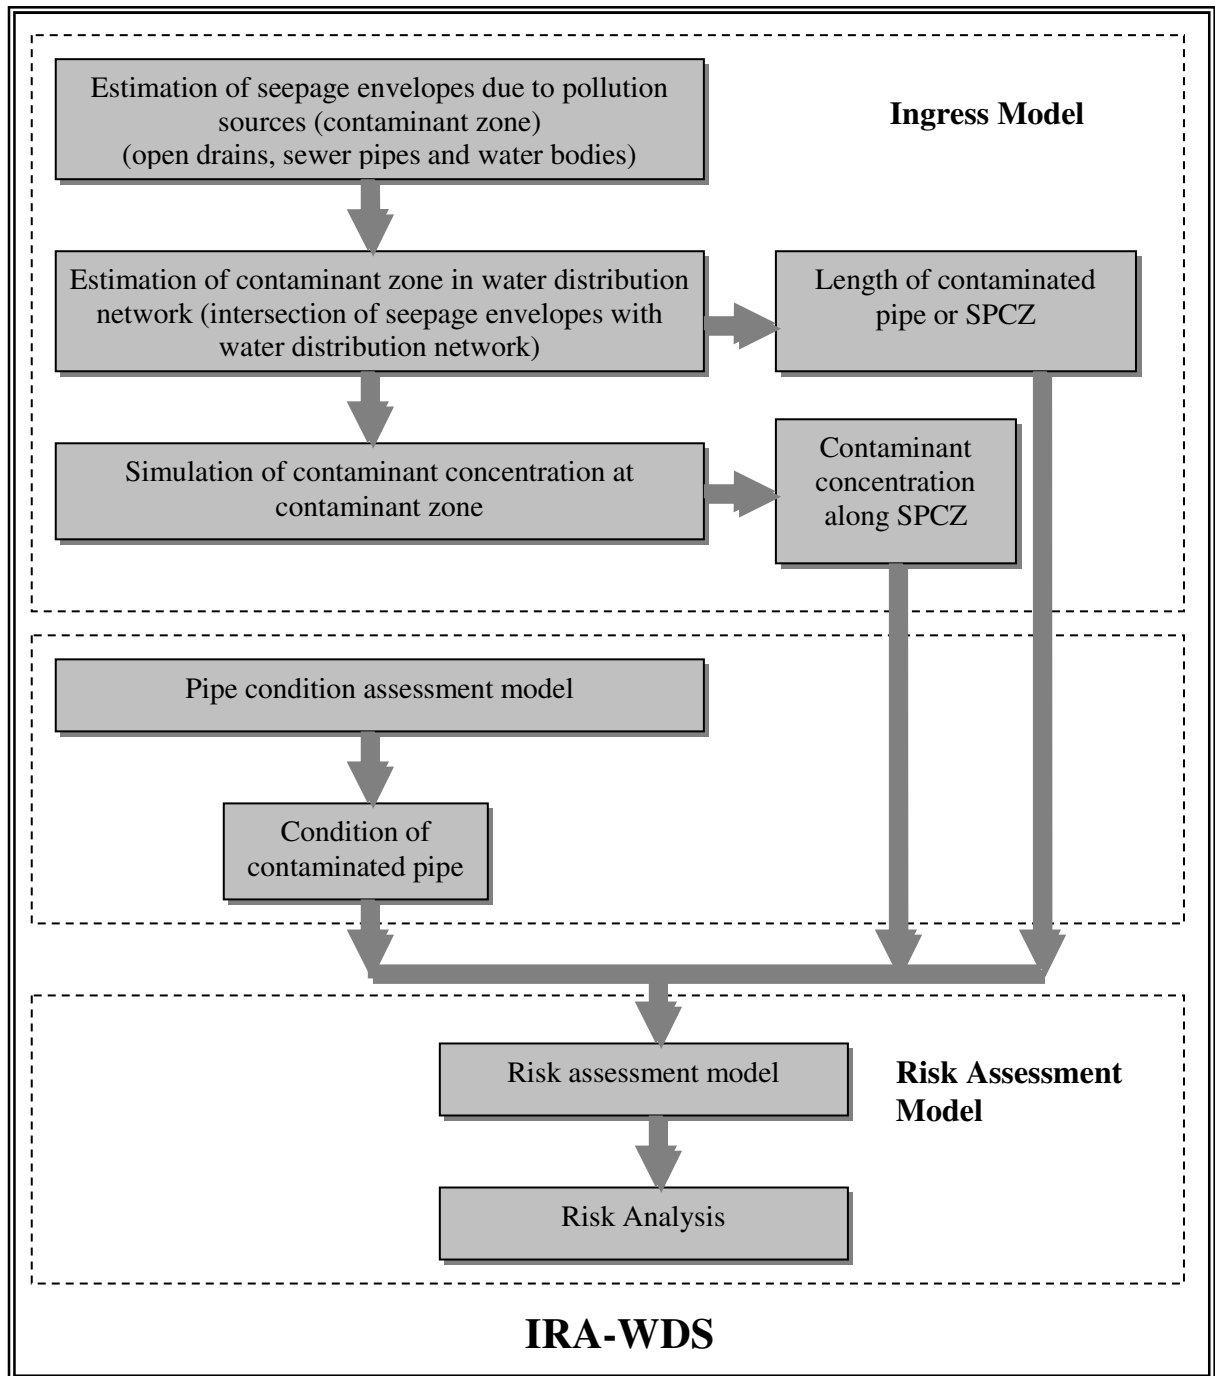 Estimation of seepage envelopes due to pollution
sources (contaminant zone)
(open drains, sewer pipes and water bodies)
Ingress Model
Estimation of contaminant zone in water distribution
network (intersection of seepage envelopes with
water distribution network)
Length of contaminated
pipe or SPCZ
Simulation of contaminant concentration at
contaminant zone
Contaminant
concentration
along SPCZ
Pipe condition assessment model
Condition of
contaminated pipe
Risk assessment model
Risk Assessment
Model
Risk Analysis
IRA-WDS